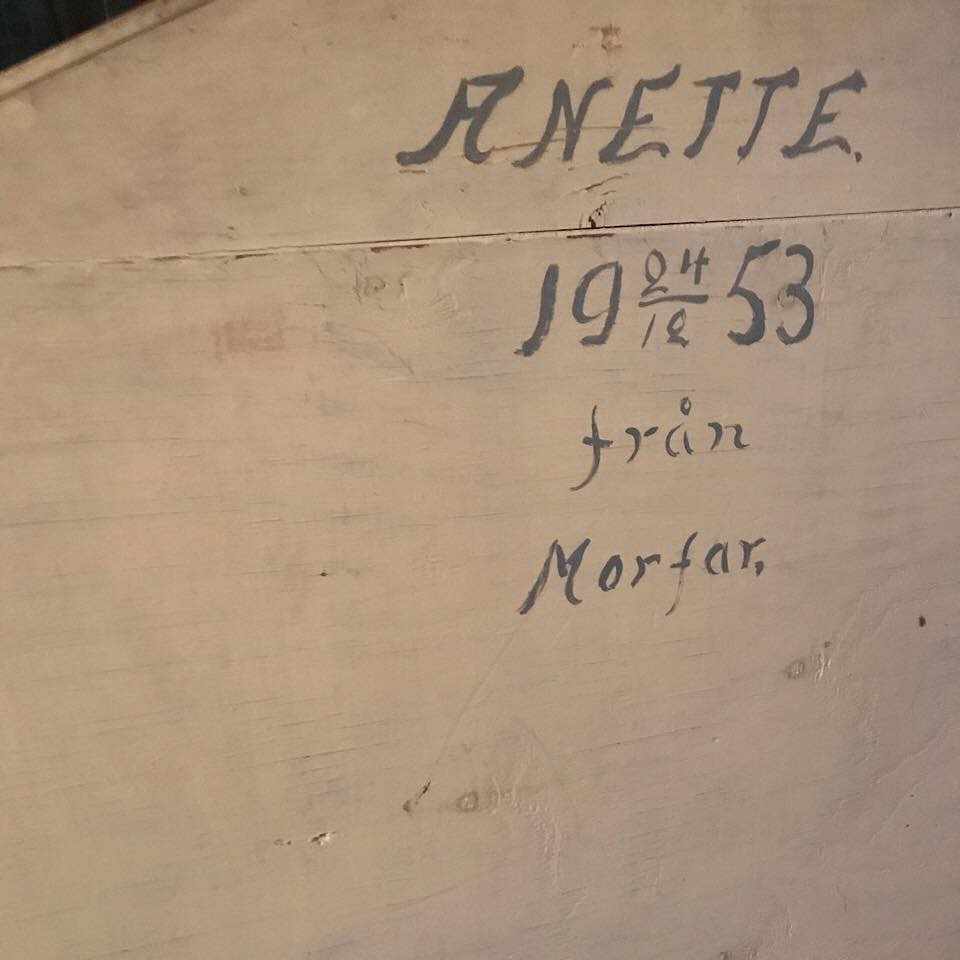 ANETTE.
19 24/12 53
från
Morfar.